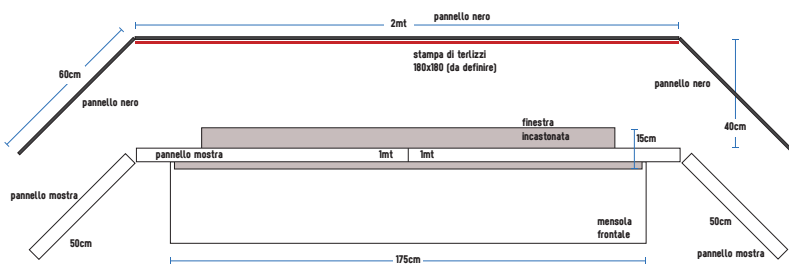 pannello nero
2mt
stampa di terlizzi
180x180 (da definire)
60cm
pannello nero
pannello nero
40cm
finestra
incastonata
15cm
pannello mostra
1mt
1mt
pannello mostra
50cm
mensola
frontale
50cm
pannello mostra
175cm